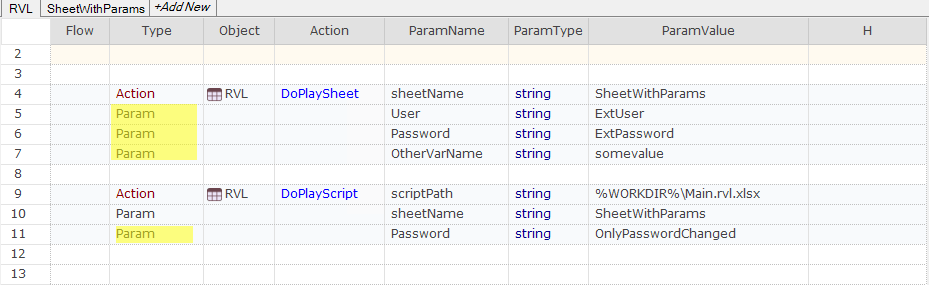 RVL SheetWithParams +Add New
Flow Type Object Action ParamName ParamType ParamValue H
2
3
4 Action RVL DoPlaySheet sheetName string SheetWithParams
5 Param User string ExtUser
6 Param Password string ExtPassword
7 Param OtherVarName string somevalue
8
9 Action RVL DoPlayScript scriptPath string %WORKDIR%\Main.rvl.xlsx
10 Param sheetName string SheetWithParams
11 Param Password string OnlyPasswordChanged
12
13